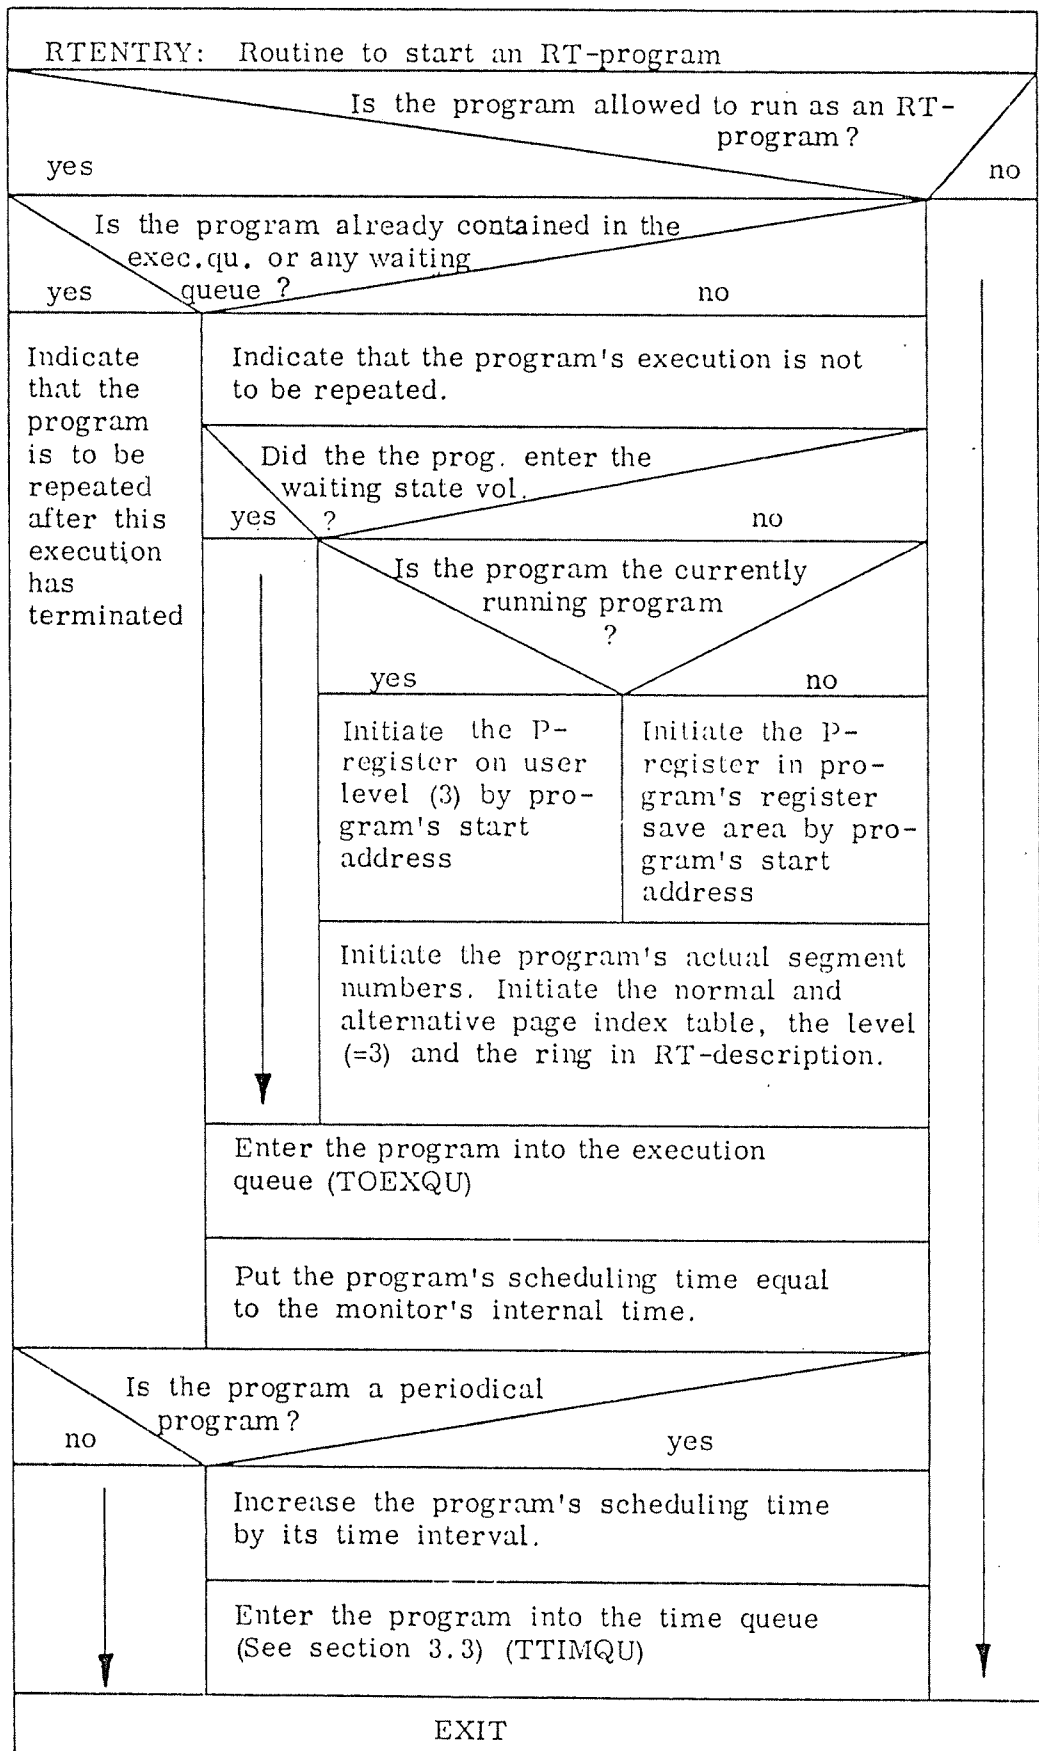 RTENTRY: Routine to start an RT-program
Is the program allowed to run as an RT-
program?
yes
no
Is the program already contained in the
exec.qu. or any waiting
queue ?
yes
no
Indicate
that the
program
is to be
repeated
after this
execution
has
terminated
Indicate that the program's execution is not
to be repeated.
Did the the prog. enter the
waiting state vol.
?
yes
no
Is the program the currently
running program
?
yes
no
Initiate the P-
register on user
level (3) by pro-
gram's start
address
Initiate the P-
register in pro-
gram's register
save area by pro-
gram's start
address
Initiate the program's actual segment
numbers. Initiate the normal and
alternative page index table, the level
(=3) and the ring in RT-description.
Enter the program into the execution
queue (TOEXQU)
Put the program's scheduling time equal
to the monitor's internal time.
Is the program a periodical
program?
no
yes
Increase the program's scheduling time
by its time interval.
Enter the program into the time queue
(See section 3.3) (TTIMQU)
EXIT